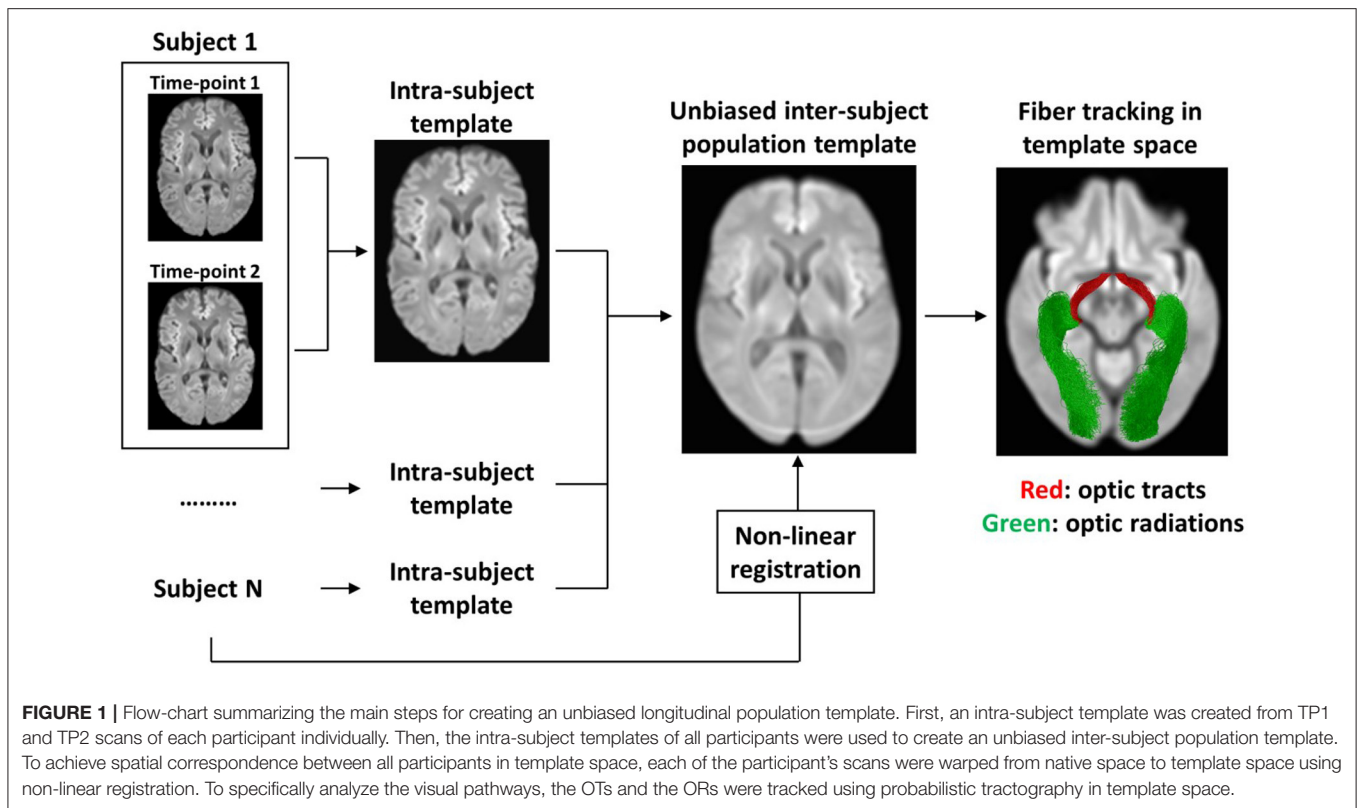 Subject 1
Time-point 1
Time-point 2
Intra-subject
template
Unbiased inter-subject
population template
Fiber tracking in
template space
Red: optic tracts
Green: optic radiations
.........
Intra-subject
template
Subject N
Intra-subject
template
Non-linear
registration
FIGURE 1 | Flow-chart summarizing the main steps for creating an unbiased longitudinal population template. First, an intra-subject template was created from TP1
and TP2 scans of each participant individually. Then, the intra-subject templates of all participants were used to create an unbiased inter-subject population template.
To achieve spatial correspondence between all participants in template space, each of the participant's scans were warped from native space to template space using
non-linear registration. To specifically analyze the visual pathways, the OTs and the ORs were tracked using probabilistic tractography in template space.